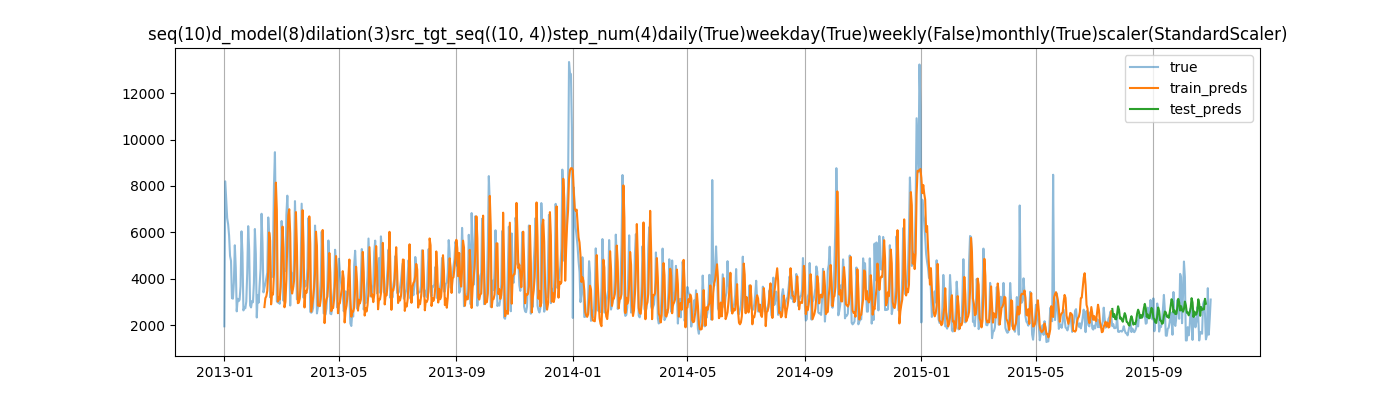 seq(10)d_model(8)dilation(3)src_tgt_seq((10, 4))step_num(4)daily(True)weekday(True)weekly(False)monthly(True)scaler(StandardScaler)
true
train_preds
test_preds
12000
10000
8000
6000
4000
2000
2013-01 2013-05 2013-09 2014-01 2014-05 2014-09 2015-01 2015-05 2015-09